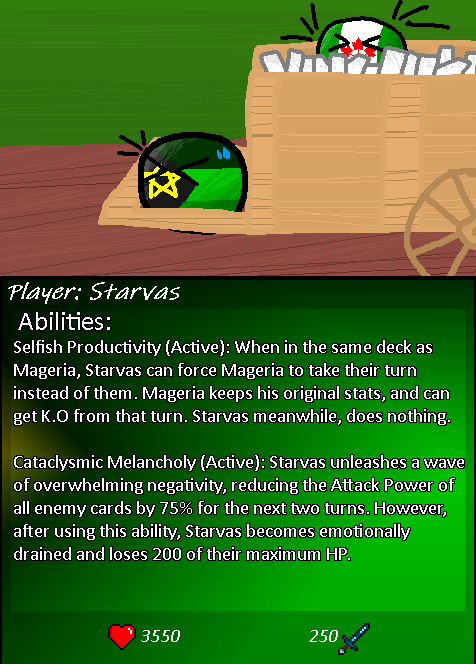 Player: Starvas
Abilities:
Selfish Productivity (Active): When in the same deck as
Mageria, Starvas can force Mageria to take their turn
instead of them. Mageria keeps his original stats, and can
get K.O from that turn. Starvas meanwhile, does nothing.
Cataclysmic Melancholy (Active): Starvas unleashes a wave
of overwhelming negativity, reducing the Attack Power of
all enemy cards by 75% for the next two turns. However,
after using this ability, Starvas becomes emotionally
drained and loses 200 of their maximum HP.
3550 250